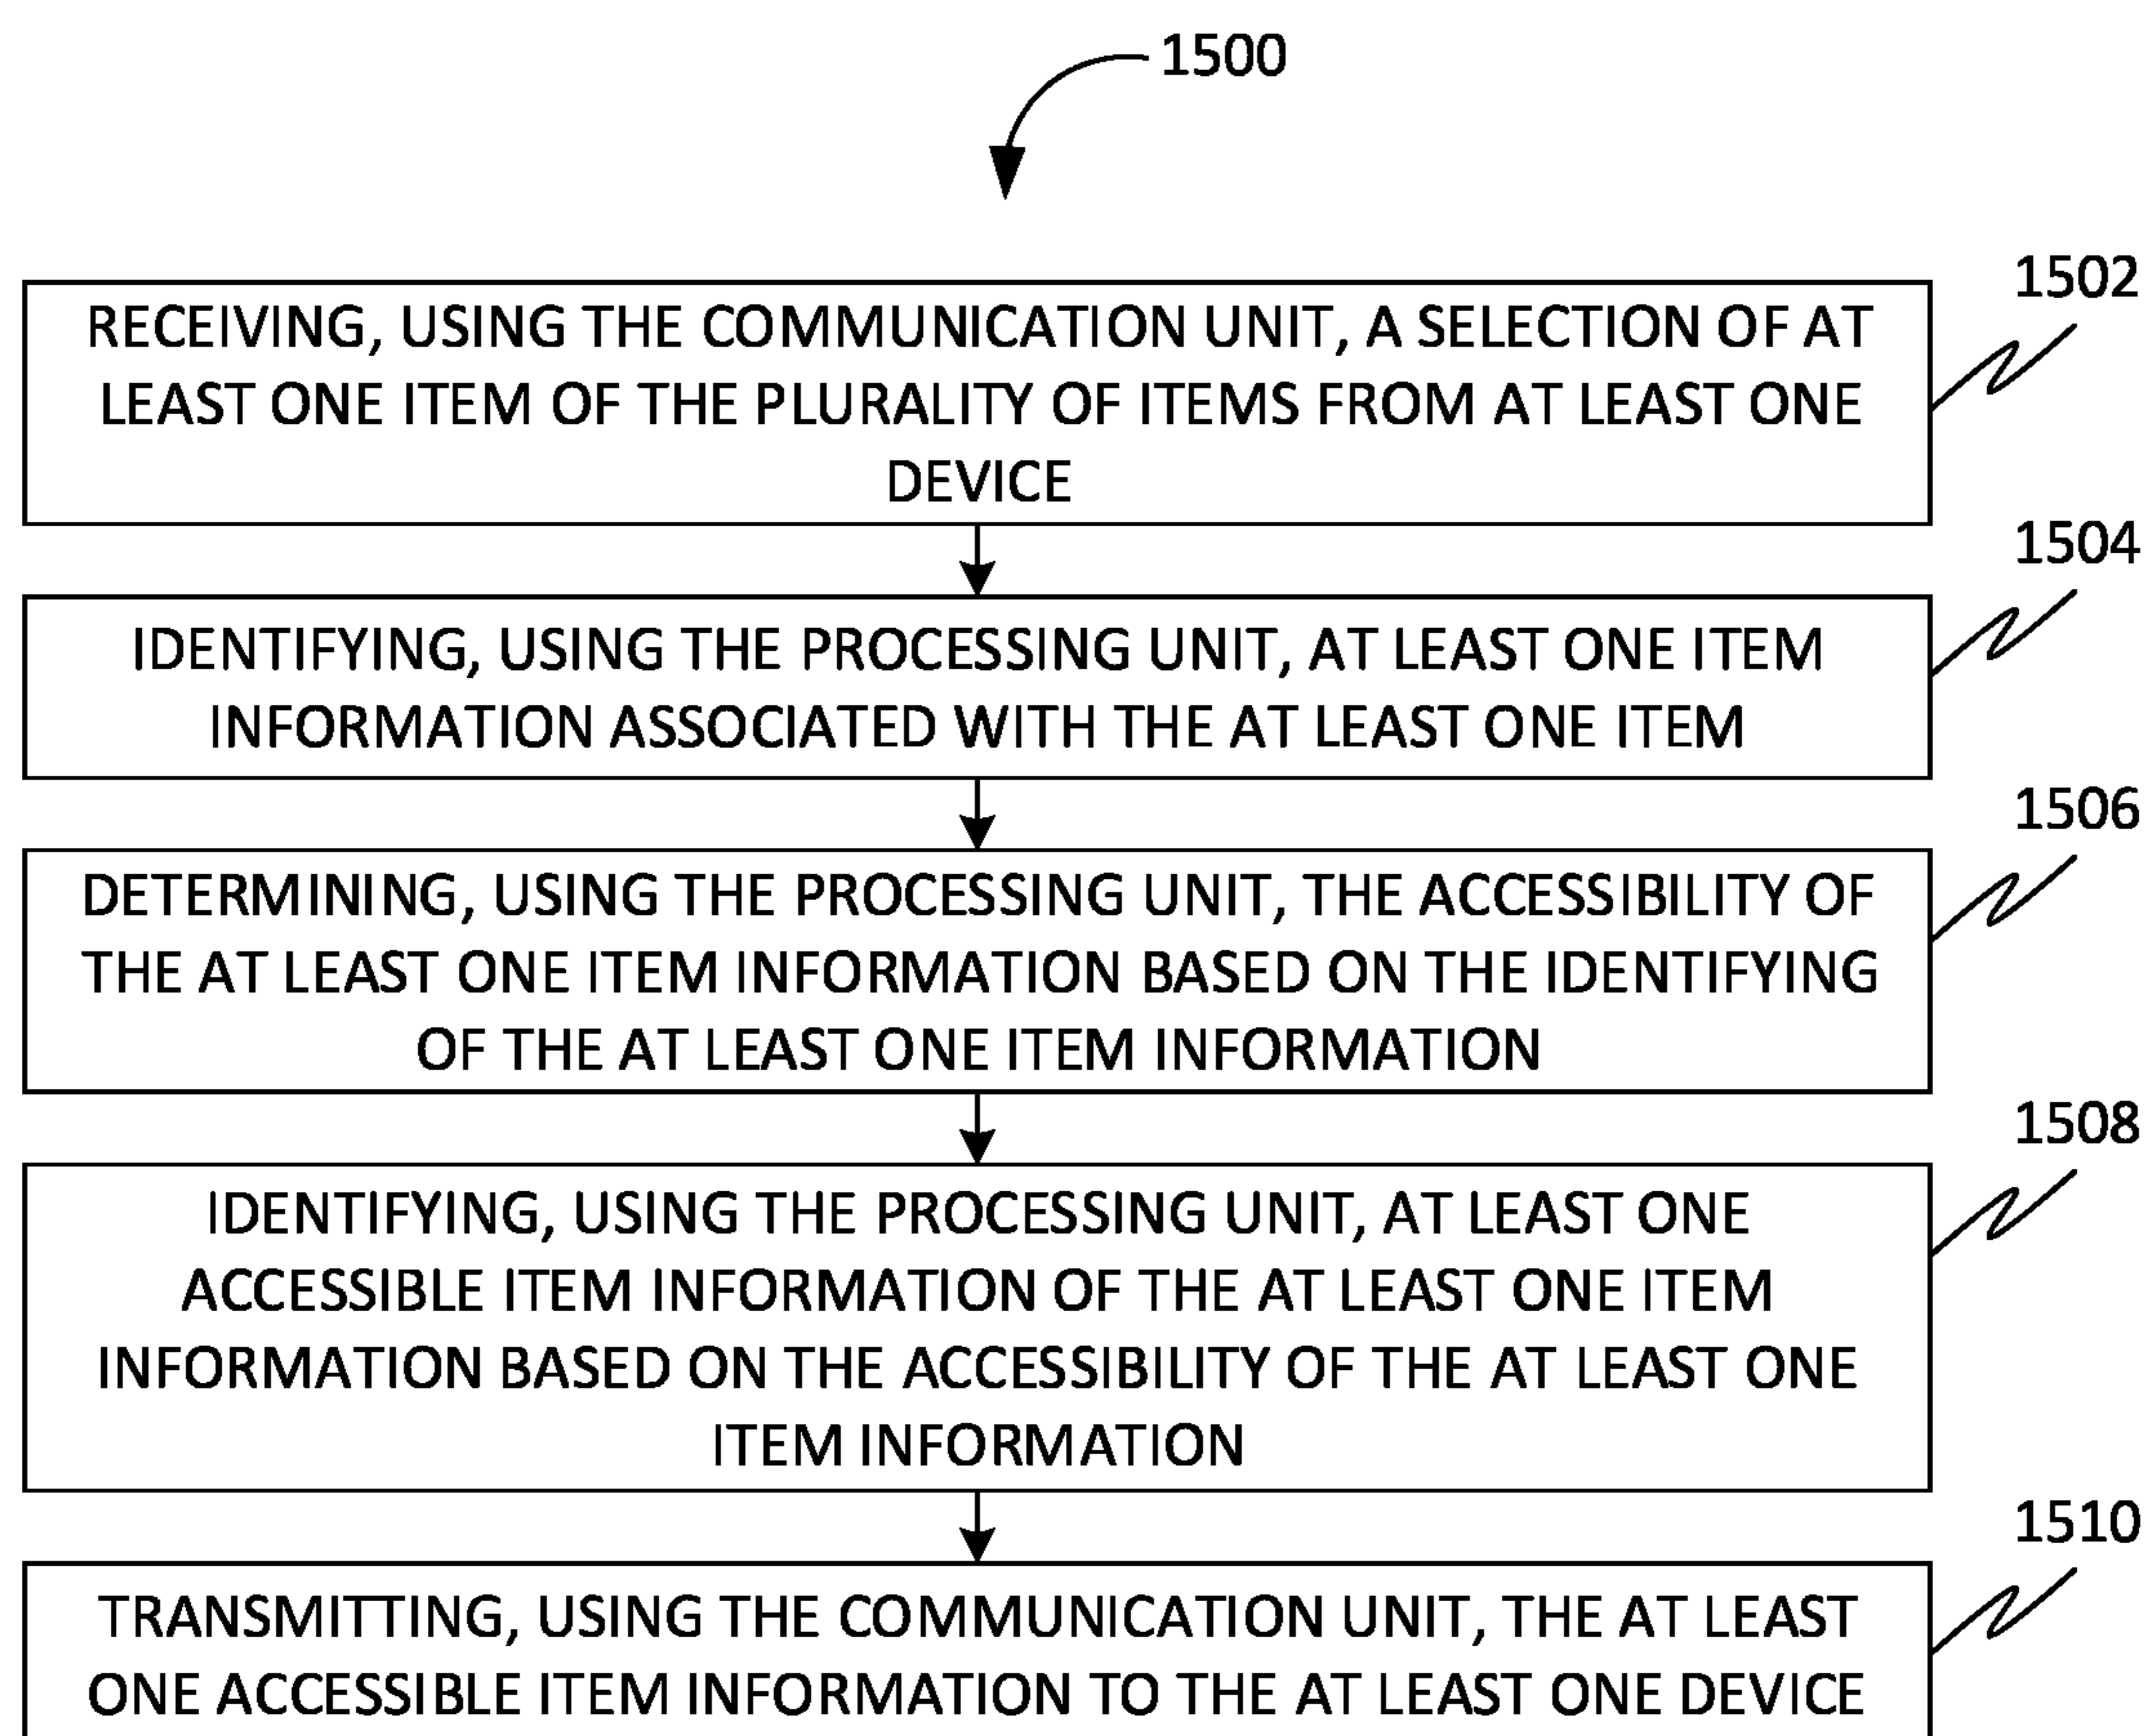 1500
1502
RECEIVING, USING THE COMMUNICATION UNIT, A SELECTION OF AT
LEAST ONE ITEM OF THE PLURALITY OF ITEMS FROM AT LEAST ONE
DEVICE
1504
IDENTIFYING, USING THE PROCESSING UNIT, AT LEAST ONE ITEM
INFORMATION ASSOCIATED WITH THE AT LEAST ONE ITEM
1506
DETERMINING, USING THE PROCESSING UNIT, THE ACCESSIBILITY OF
THE AT LEAST ONE ITEM INFORMATION BASED ON THE IDENTIFYING
OF THE AT LEAST ONE ITEM INFORMATION
1508
IDENTIFYING, USING THE PROCESSING UNIT, AT LEAST ONE
ACCESSIBLE ITEM INFORMATION OF THE AT LEAST ONE ITEM
INFORMATION BASED ON THE ACCESSIBILITY OF THE AT LEAST ONE
ITEM INFORMATION
1510
TRANSMITTING, USING THE COMMUNICATION UNIT, THE AT LEAST
ONE ACCESSIBLE ITEM INFORMATION TO THE AT LEAST ONE DEVICE